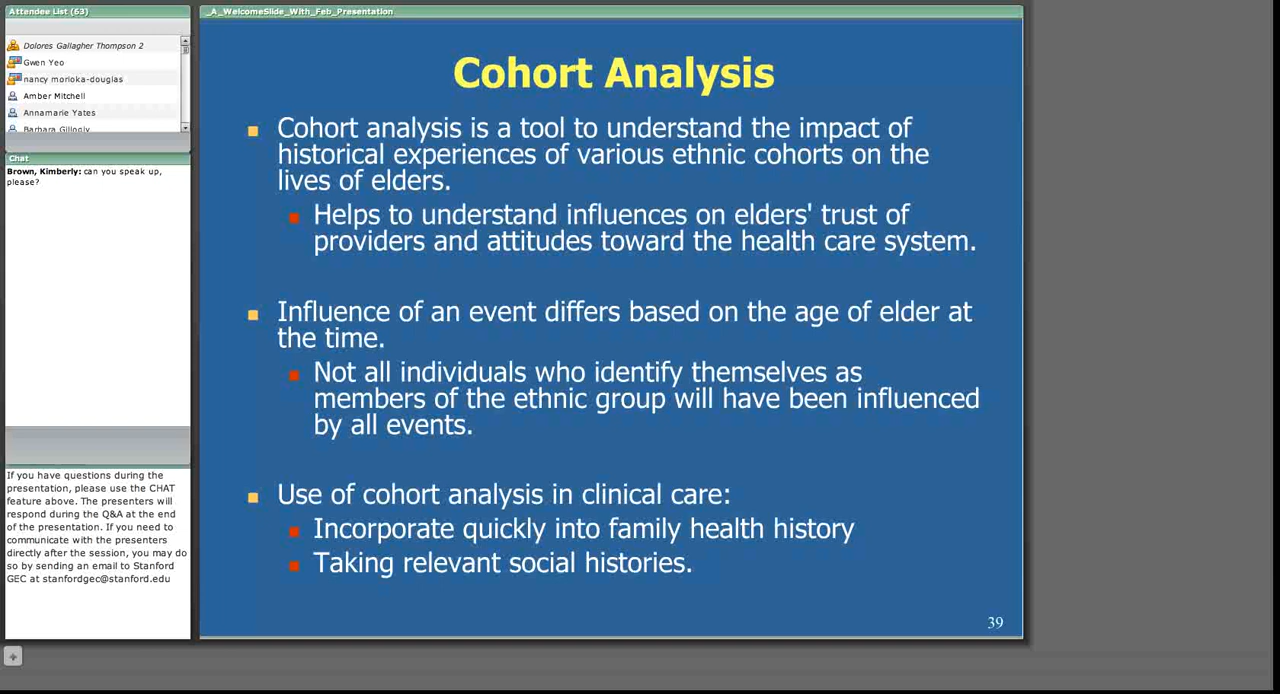 Attendee List (63)
Dolores Gallagher Thompson 2
Gwen Yeo
nancy morioka-douglas
Amber Mitchell
Annamarie Yates
Barbara Gillogly
Chat
Brown, Kimberly: can you speak up,
please?
If you have questions during the
presentation, please use the CHAT
feature above. The presenters will
respond during the Q&A at the end
of the presentation. If you need to
communicate with the presenters
directly after the session, you may do
so by sending an email to Stanford
GEC at stanfordgec@stanford.edu
_A_WelcomeSlide_With_Feb_Presentation
Cohort Analysis
Cohort analysis is a tool to understand the impact of
historical experiences of various ethnic cohorts on the
lives of elders.
Helps to understand influences on elders' trust of
providers and attitudes toward the health care system.
Influence of an event differs based on the age of elder at
the time.
Not all individuals who identify themselves as
members of the ethnic group will have been influenced
by all events.
Use of cohort analysis in clinical care:
Incorporate quickly into family health history
Taking relevant social histories.
39